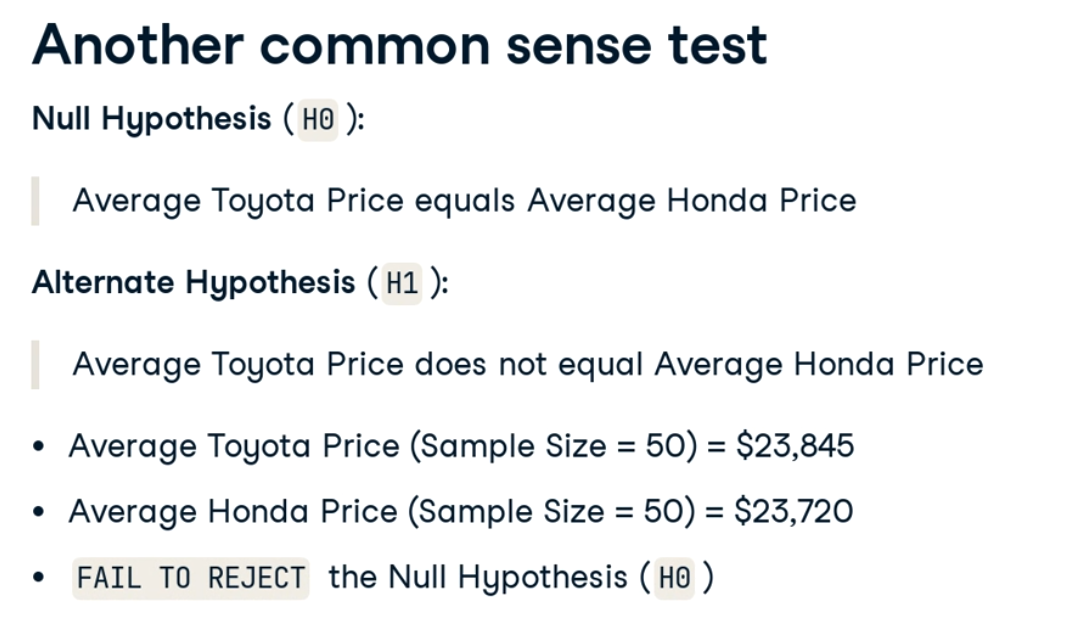 Another common sense test
Null Hypothesis (H0):
Average Toyota Price equals Average Honda Price
Alternate Hypothesis (H1):
Average Toyota Price does not equal Average Honda Price
• Average Toyota Price (Sample Size = 50) = $23,845
• Average Honda Price (Sample Size = 50) = $23,720
• FAIL TO REJECT the Null Hypothesis (H0)